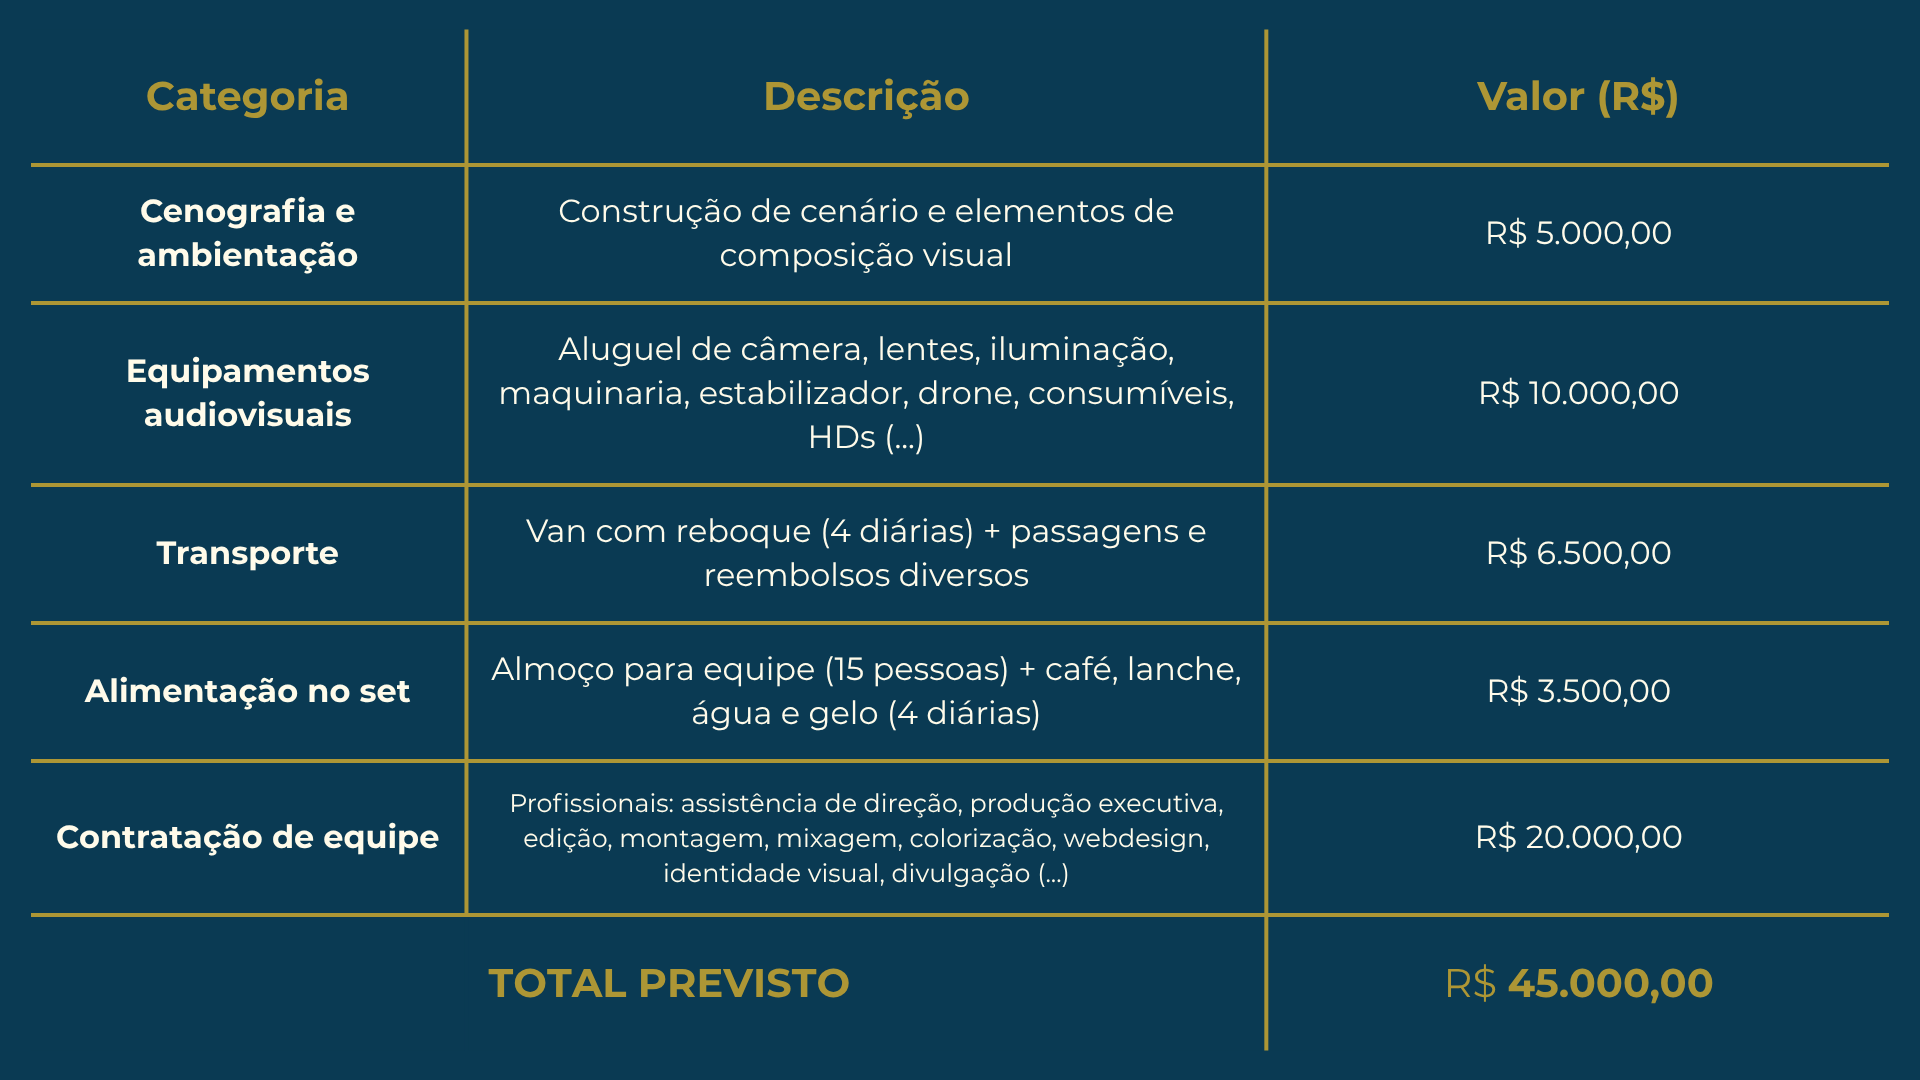 Categoria
Descrição
Valor (R$)
Cenografia e
ambientação
Construção de cenário e elementos de
composição visual
R$ 5.000,00
Equipamentos
audiovisuais
Aluguel de câmera, lentes, iluminação,
maquinaria, estabilizador, drone, consumíveis,
HDs (...)
R$ 10.000,00
Transporte
Van com reboque (4 diárias) + passagens e
reembolsos diversos
R$ 6.500,00
Alimentação no set
Almoço para equipe (15 pessoas) + café, lanche,
água e gelo (4 diárias)
R$ 3.500,00
Contratação de equipe
Profissionais: assistência de direção, produção executiva,
edição, montagem, mixagem, colorização, webdesign,
identidade visual, divulgação (...)
R$ 20.000,00
TOTAL PREVISTO
R$ 45.000,00